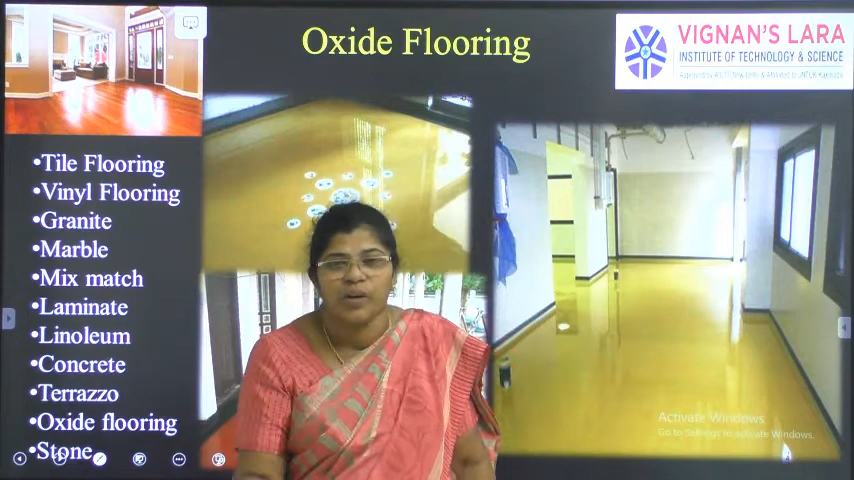 Oxide Flooring
VIGNAN'S LARA
INSTITUTE OF TECHNOLOGY & SCIENCE
•Tile Flooring
•Vinyl Flooring
•Granite
•Marble
•Mix match
•Laminate
•Linoleum
•Concrete
•Terrazzo
•Oxide flooring
•Stone
Activate Windows
Go to Settings to activate Windows.